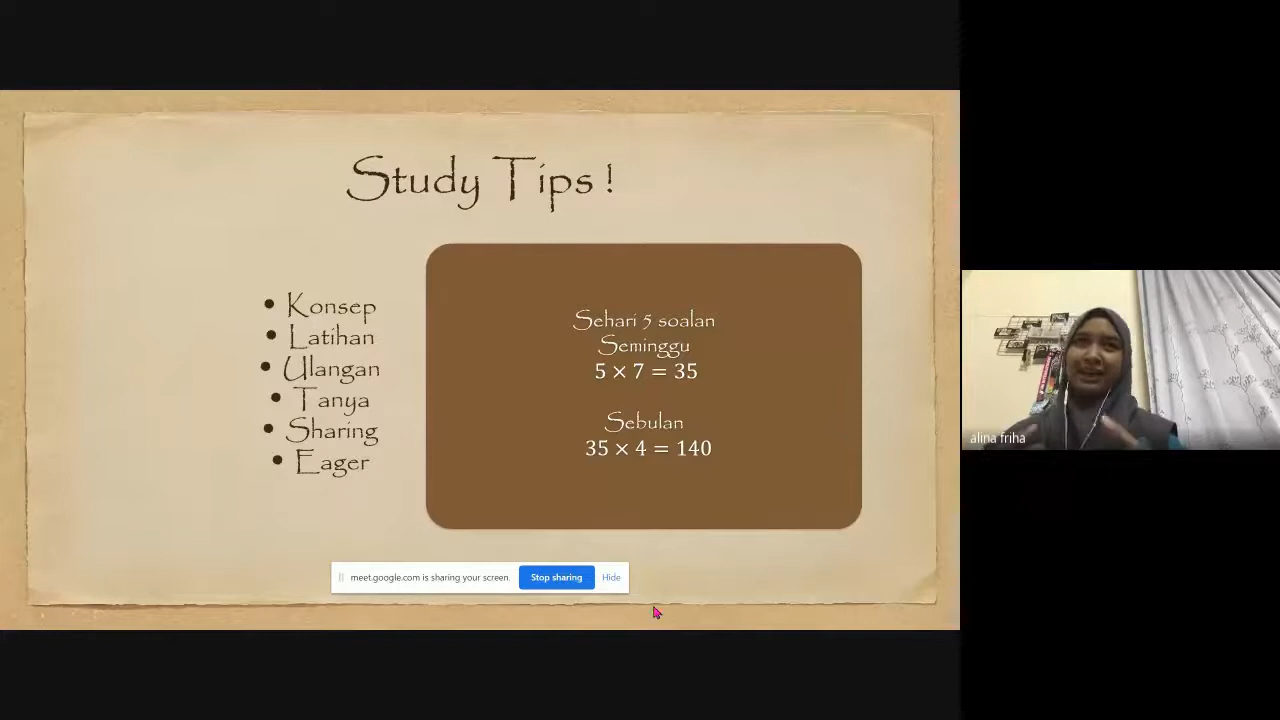 Study Tips !
• Konsep
• Latihan
• Ulangan
• Tanya
• Sharing
• Eager
Sehari 5 soalan
Seminggu
5 × 7 = 35
Sebulan
35 × 4 = 140
meet.google.com is sharing your screen.
Stop sharing
Hide
alina friha